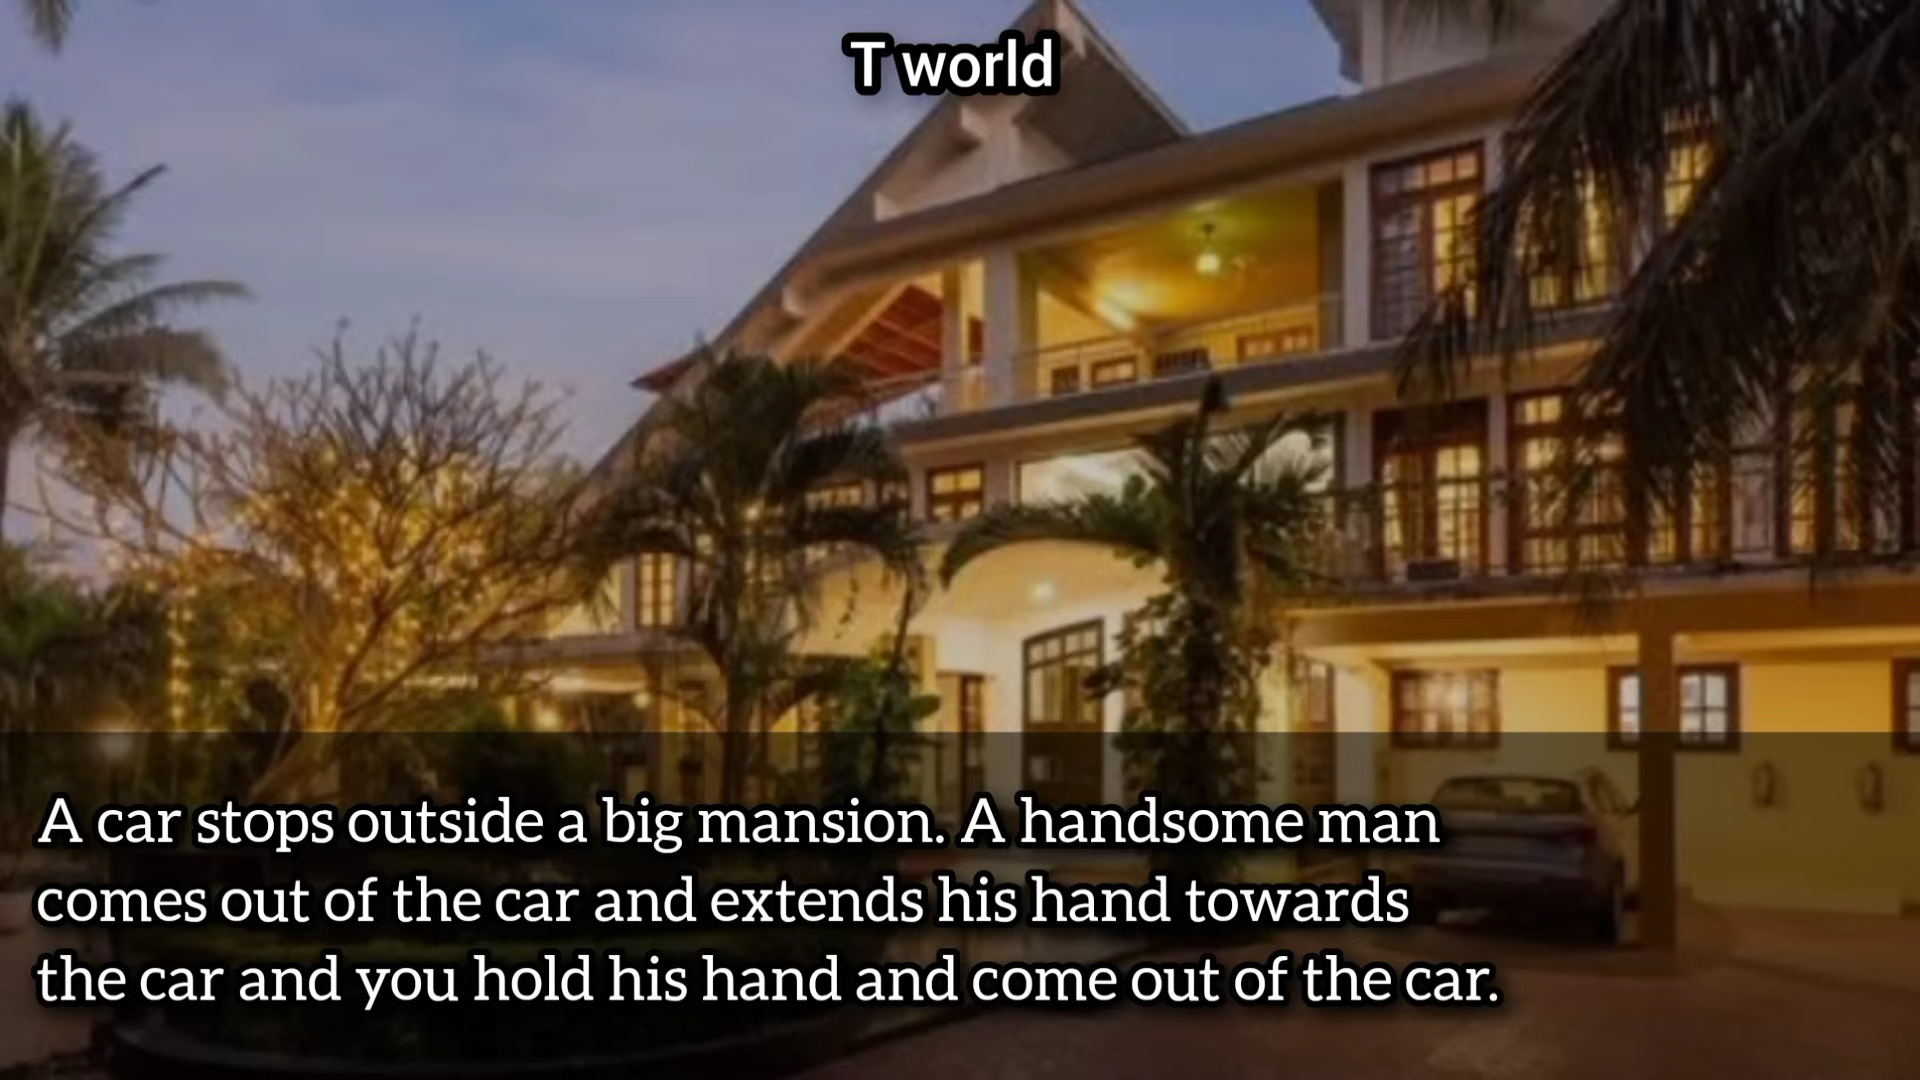 T world
A car stops outside a big mansion. A handsome man
comes out of the car and extends his hand towards
the car and you hold his hand and come out of the car.